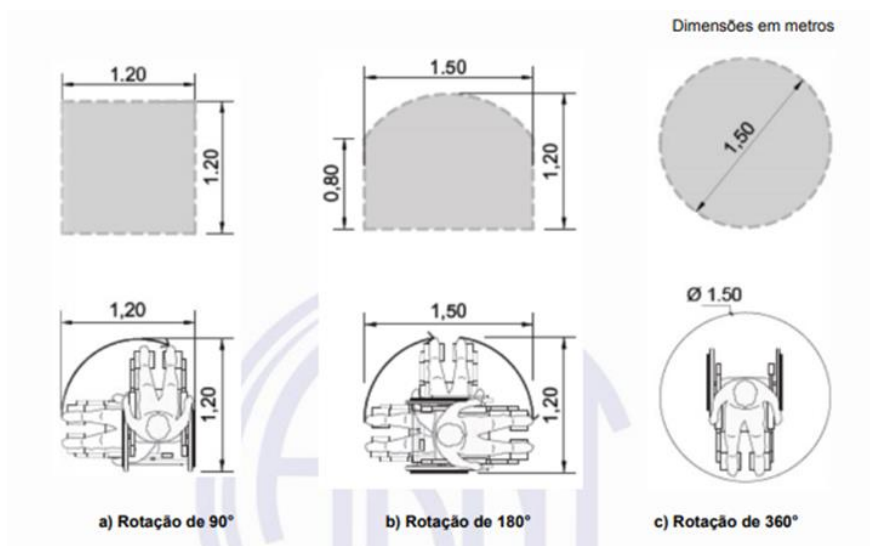 Dimensões em metros
1.20
1.20
1.50
0,80
1,20
1,50
1,20
1,20
1,50
1,20
Ø 1.50
a) Rotação de 90°
b) Rotação de 180°
c) Rotação de 360°